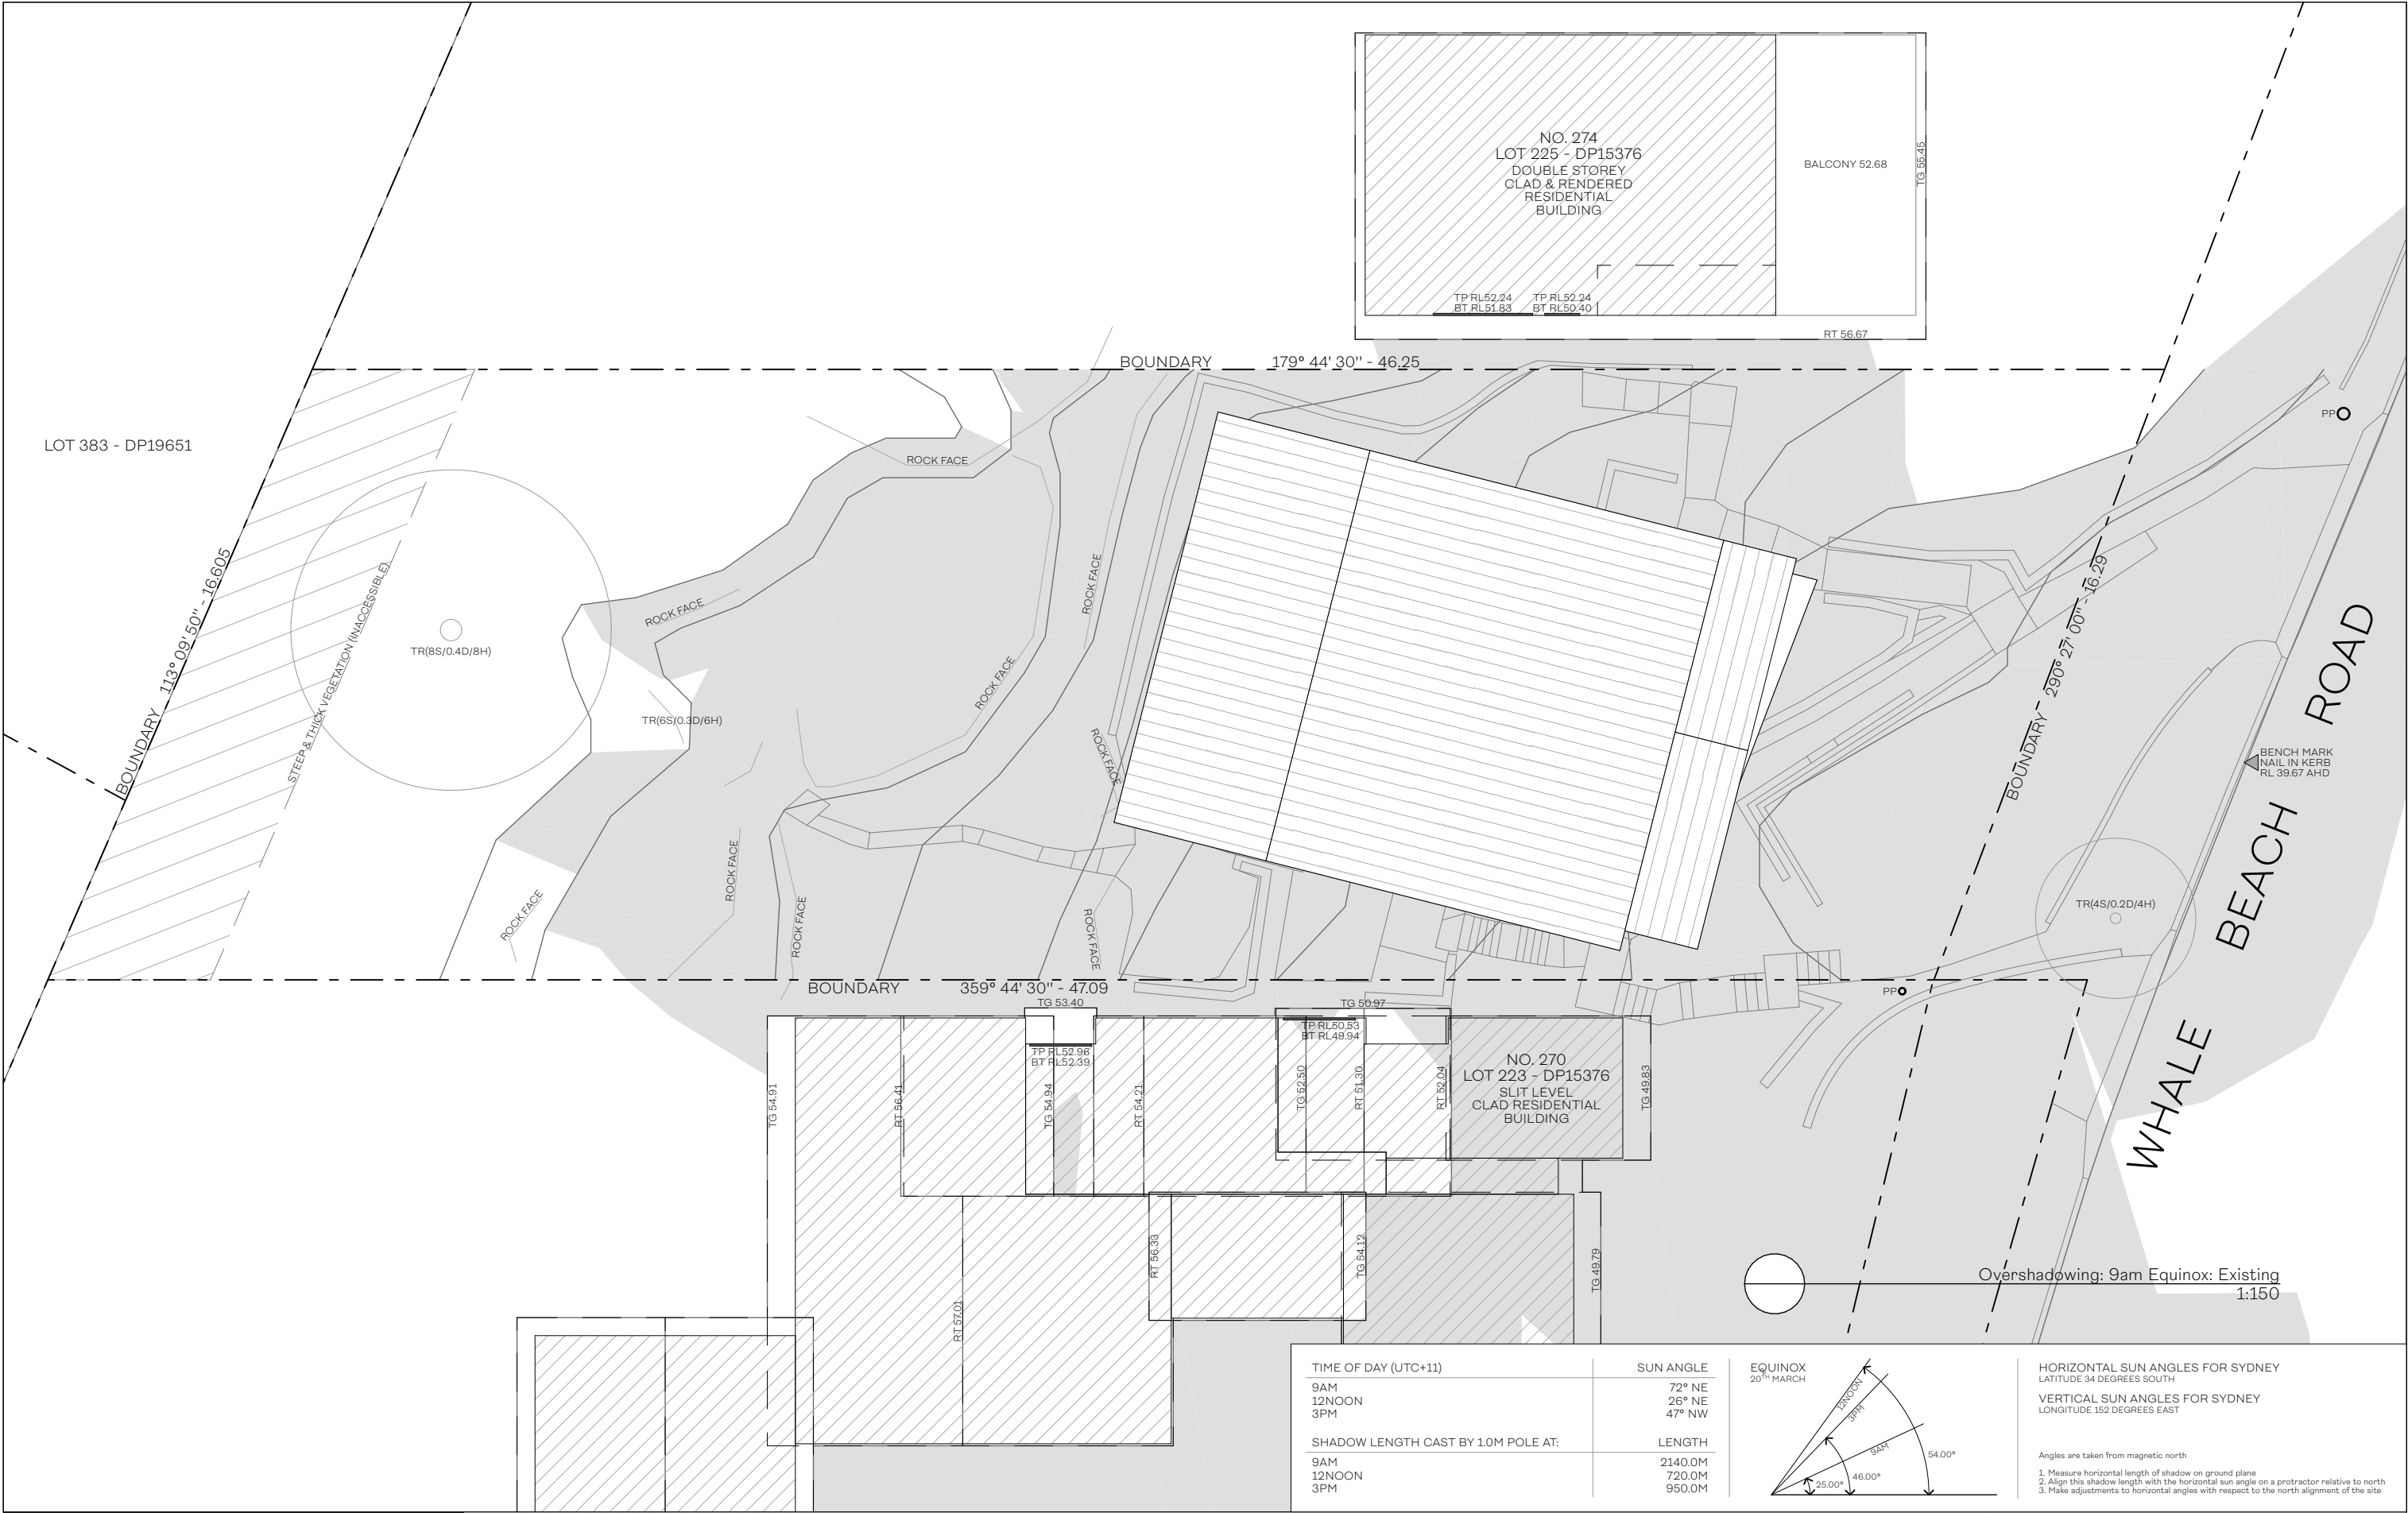 NO. 274
LOT 225 - DP15376
DOUBLE STOREY
CLAD & RENDERED
RESIDENTIAL
BUILDING
BALCONY 52.68
TG 55.45
TP RL52.24
BT RL51.83
TP RL52.24
BT RL50.40
RT 56.67
BOUNDARY 179° 44' 30'' - 46.25
LOT 383 - DP19651
PP
ROCK FACE
BOUNDARY 113° 09' 50'' - 16.605
STEEP & THICK VEGETATION (INACCESSIBLE)
TR(8S/0.4D/8H)
ROCK FACE
ROCK FACE
ROCK FACE
TR(6S/0.3D/6H)
ROCK FACE
BOUNDARY 290° 27' 00'' - 16.29
BENCH MARK
NAIL IN KERB
RL 39.67 AHD
WHALE BEACH ROAD
ROCK FACE
ROCK FACE
ROCK FACE
ROCK FACE
TR(4S/0.2D/4H)
BOUNDARY 359° 44' 30'' - 47.09
PP
TG 53.40
TG 50.97
TP RL52.96
BT RL52.39
TP RL50.53
BT RL49.94
TG 54.91
RT 56.41
TG 54.94
RT 54.21
TG 52.50
RT 51.30
RT 52.04
NO. 270
LOT 223 - DP15376
SLIT LEVEL
CLAD RESIDENTIAL
BUILDING
TG 49.83
RT 56.33
TG 54.12
TG 49.79
RT 57.01
Overshadowing: 9am Equinox: Existing
1:150
TIME OF DAY (UTC+11) SUN ANGLE
9AM 72° NE
12NOON 26° NE
3PM 47° NW
SHADOW LENGTH CAST BY 1.0M POLE AT: LENGTH
9AM 2140.0M
12NOON 720.0M
3PM 950.0M
EQUINOX
20TH MARCH
12NOON
3PM
9AM
54.00°
46.00°
25.00°
HORIZONTAL SUN ANGLES FOR SYDNEY
LATITUDE 34 DEGREES SOUTH
VERTICAL SUN ANGLES FOR SYDNEY
LONGITUDE 152 DEGREES EAST
Angles are taken from magnetic north
1. Measure horizontal length of shadow on ground plane
2. Align this shadow length with the horizontal sun angle on a protractor relative to north
3. Make adjustments to horizontal angles with respect to the north alignment of the site